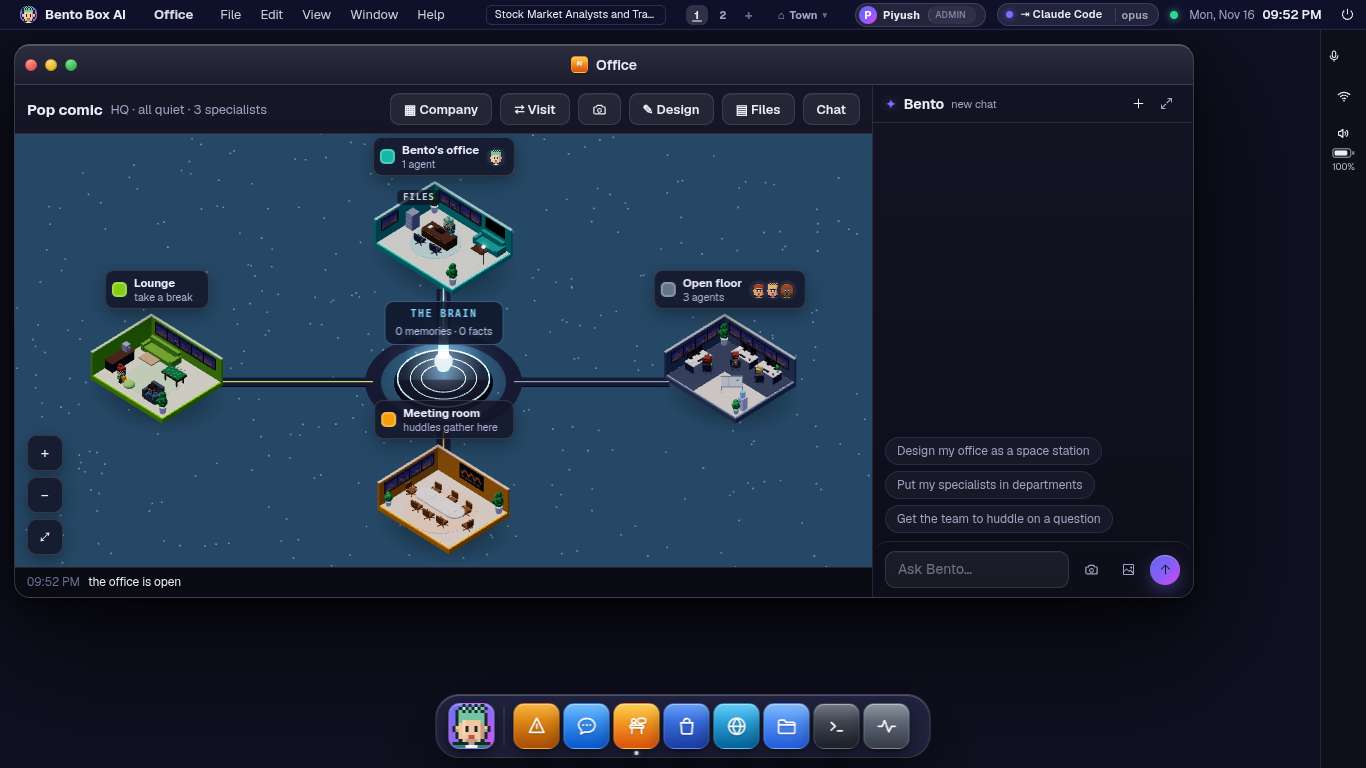 Bento Box AI Office File Edit View Window Help Stock Market Analysts and Tra... 1 2 + Town P Piyush ADMIN Claude Code opus Mon, Nov 16 09:52 PM
Office
Pop comic HQ · all quiet · 3 specialists Company Visit Design Files Chat
Bento new chat
100%
Bento's office
1 agent
FILES
Lounge
take a break
Open floor
3 agents
THE BRAIN
0 memories · 0 facts
Meeting room
huddles gather here
+
−
09:52 PM the office is open
Design my office as a space station
Put my specialists in departments
Get the team to huddle on a question
Ask Bento...